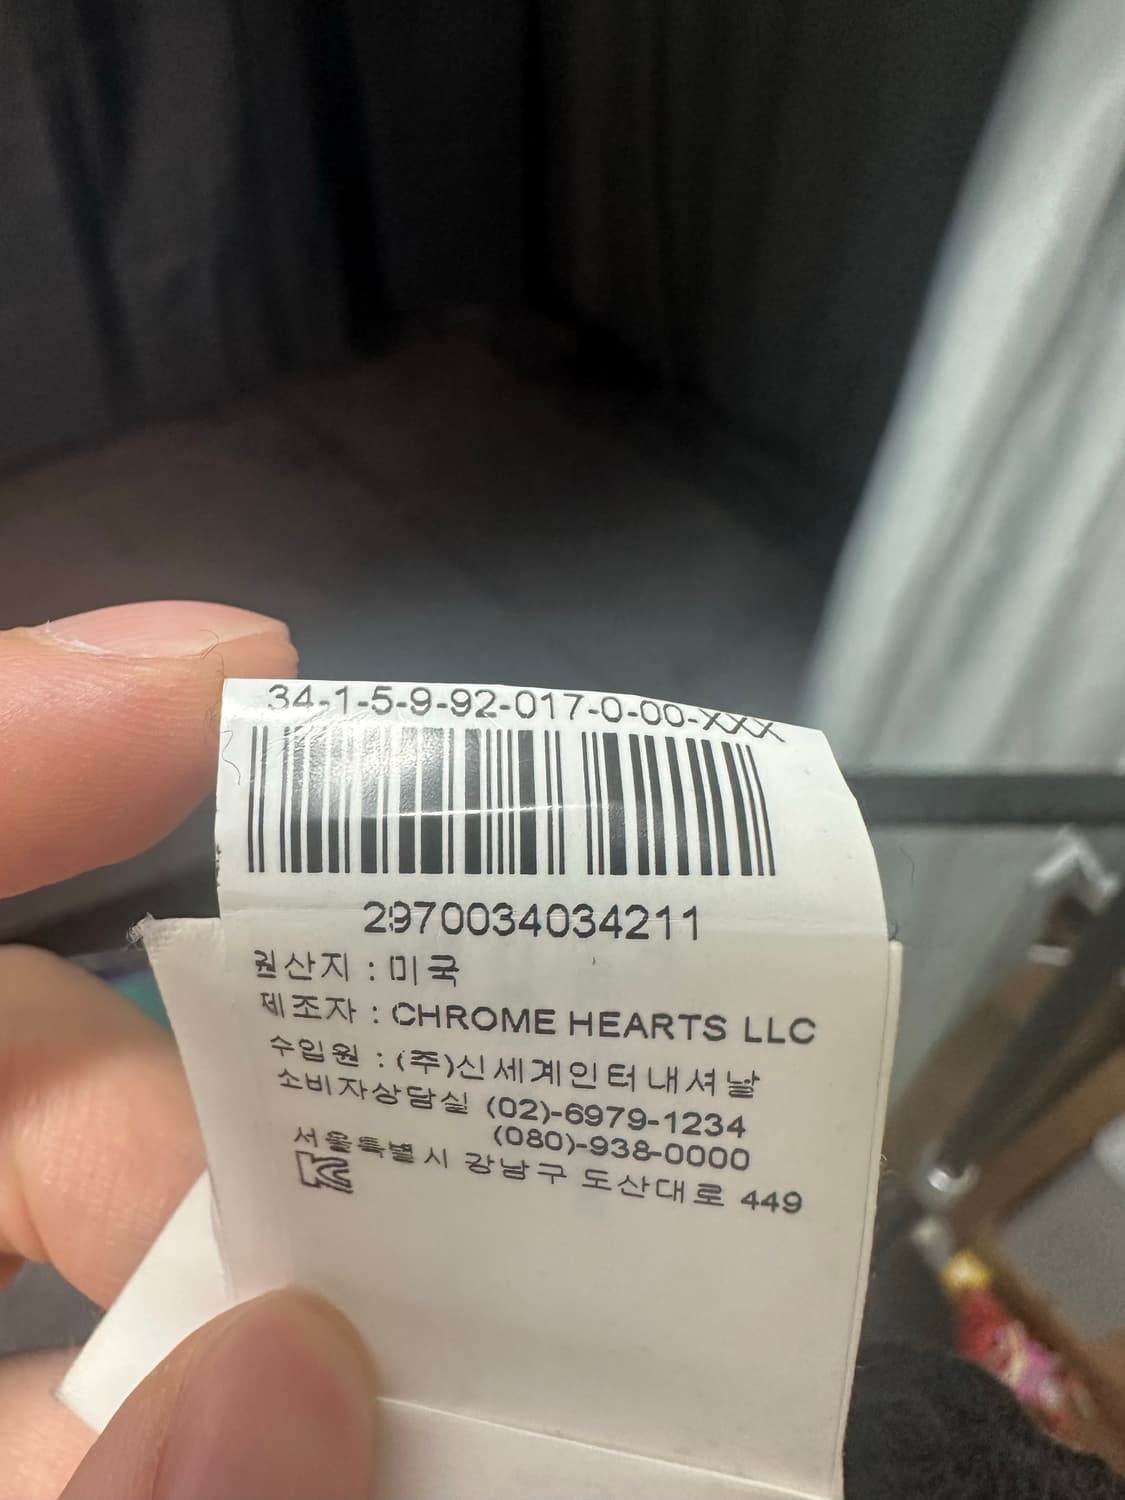 34-1-5-9-92-017-0-00-XXX
2970034034211
원산지 : 미국
제조자 : CHROME HEARTS LLC
수입원 : (주)신세계인터내셔날
소비자상담실 (02)-6979-1234
(080)-938-0000
서울특별시 강남구 도산대로 449